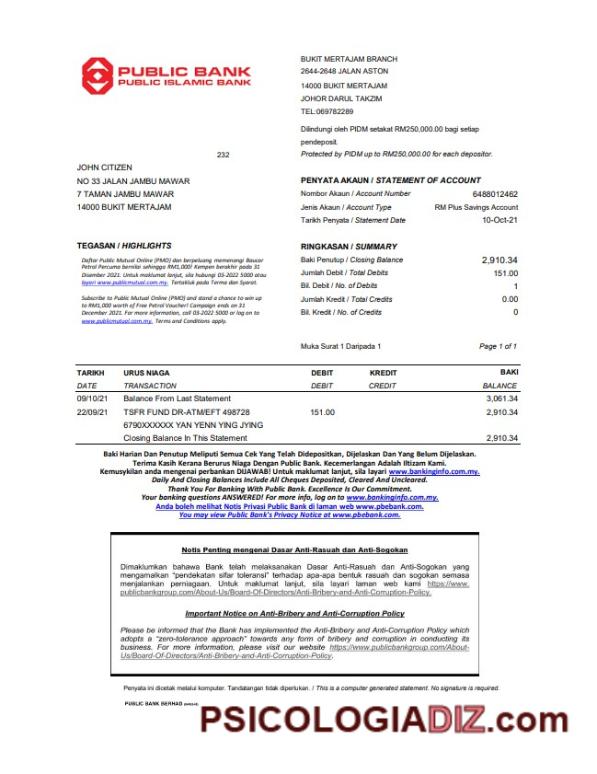 PUBLIC BANK
PUBLIC ISLAMIC BANK
BUKIT MERTAJAM BRANCH
2644-2648 JALAN ASTON
14000 BUKIT MERTAJAM
JOHOR DARUL TAKZIM
TEL:069782289
Dilindungi oleh PIDM setakat RM250,000.00 bagi setiap
pendeposit.
Protected by PIDM up to RM250,000.00 for each depositor.
232
JOHN CITIZEN
NO 33 JALAN JAMBU MAWAR
7 TAMAN JAMBU MAWAR
14000 BUKIT MERTAJAM
PENYATA AKAUN / STATEMENT OF ACCOUNT
Nombor Akaun / Account Number 6488012462
Jenis Akaun / Account Type RM Plus Savings Account
Tarikh Penyata / Statement Date 10-Oct-21
TEGASAN / HIGHLIGHTS
Daftar Public Mutual Online (PMO) dan berpeluang memenangi Baucar
Petrol Percuma bernilai sehingga RM1,000! Kempen berakhir pada 31
Disember 2021. Untuk maklumat lanjut, sila hubungi 03-2022 5000 atau
layari www.publicmutual.com.my. Tertakluk pada Terma dan Syarat.
Subscribe to Public Mutual Online (PMO) and stand a chance to win up
to RM1,000 worth of Free Petrol Voucher! Campaign ends on 31
December 2021. For more information, call 03-2022 5000 or log on to
www.publicmutual.com.my. Terms and Conditions apply.
RINGKASAN / SUMMARY
Baki Penutup / Closing Balance 2,910.34
Jumlah Debit / Total Debits 151.00
Bil. Debit / No. of Debits 1
Jumlah Kredit / Total Credits 0.00
Bil. Kredit / No. of Credits 0
Muka Surat 1 Daripada 1 Page 1 of 1
TARIKH URUS NIAGA DEBIT KREDIT BAKI
DATE TRANSACTION DEBIT CREDIT BALANCE
09/10/21 Balance From Last Statement 3,061.34
22/09/21 TSFR FUND DR-ATM/EFT 498728 151.00 2,910.34
6790XXXXXX YAN YENN YING JYING
Closing Balance In This Statement 2,910.34
Baki Harian Dan Penutup Meliputi Semua Cek Yang Telah Didepositkan, Dijelaskan Dan Yang Belum Dijelaskan.
Terima Kasih Kerana Berurus Niaga Dengan Public Bank. Kecemerlangan Adalah Iltizam Kami.
Kemusykilan anda mengenai perbankan DIJAWAB! Untuk maklumat lanjut, sila layari www.bankinginfo.com.my.
Daily And Closing Balances Include All Cheques Deposited, Cleared And Uncleared.
Thank You For Banking With Public Bank. Excellence Is Our Commitment.
Your banking questions ANSWERED! For more info, log on to www.bankinginfo.com.my.
Anda boleh melihat Notis Privasi Public Bank di laman web www.pbebank.com.
You may view Public Bank's Privacy Notice at www.pbebank.com.
Notis Penting mengenai Dasar Anti-Rasuah dan Anti-Sogokan
Dimaklumkan bahawa Bank telah melaksanakan Dasar Anti-Rasuah dan Anti-Sogokan yang
mengamalkan "pendekatan sifar toleransi" terhadap apa-apa bentuk rasuah dan sogokan semasa
menjalankan perniagaan. Untuk maklumat lanjut, sila layari laman web kami https://www.
publicbankgroup.com/About-Us/Board-Of-Directors/Anti-Bribery-and-Anti-Corruption-Policy.
Important Notice on Anti-Bribery and Anti-Corruption Policy
Please be informed that the Bank has implemented the Anti-Bribery and Anti-Corruption Policy which
adopts a "zero-tolerance approach" towards any form of bribery and corruption in conducting its
business. For more information, please visit our website https://www.publicbankgroup.com/About-
Us/Board-Of-Directors/Anti-Bribery-and-Anti-Corruption-Policy.
Penyata ini dicetak melalui komputer. Tandatangan tidak diperlukan. / This is a computer generated statement. No signature is required.
PUBLIC BANK BERHAD
PSICOLOGIADIZ.com